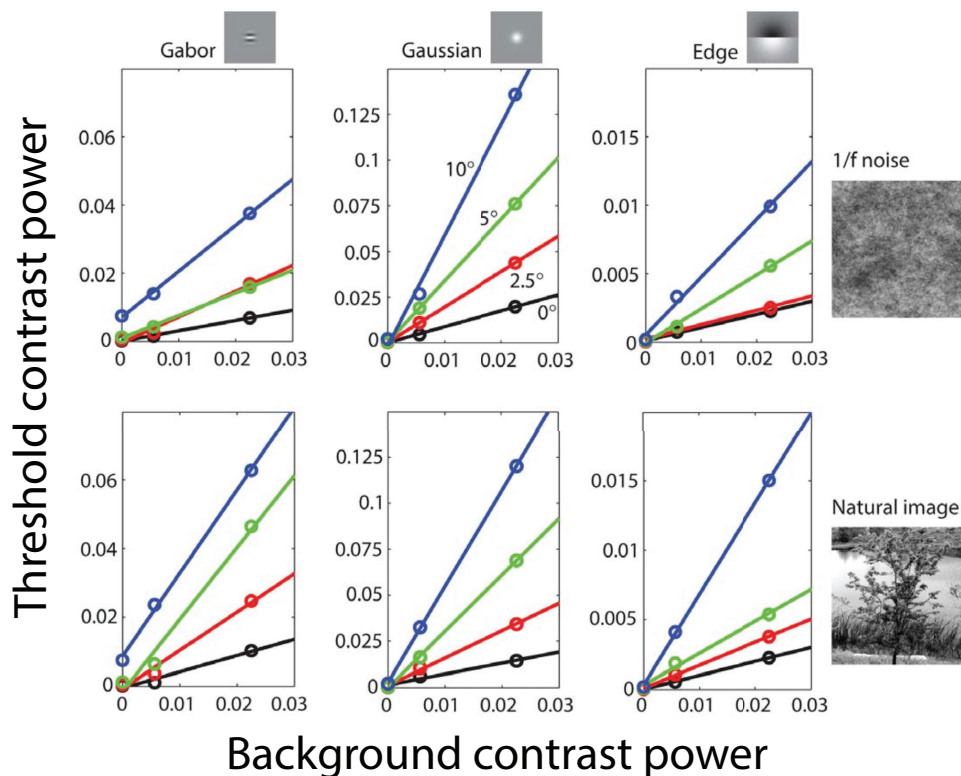 Gabor
Gaussian
Edge
Threshold contrast power
0.06
0.04
0.02
0
0 0.01 0.02 0.03
0.125
0.1
0.075
0.05
0.025
0
10°
5°
2.5°
0°
0 0.01 0.02 0.03
0.015
0.01
0.005
0
0 0.01 0.02 0.03
1/f noise
0.06
0.04
0.02
0
0 0.01 0.02 0.03
0.125
0.1
0.075
0.05
0.025
0
0 0.01 0.02 0.03
0.015
0.01
0.005
0
0 0.01 0.02 0.03
Natural image
Background contrast power